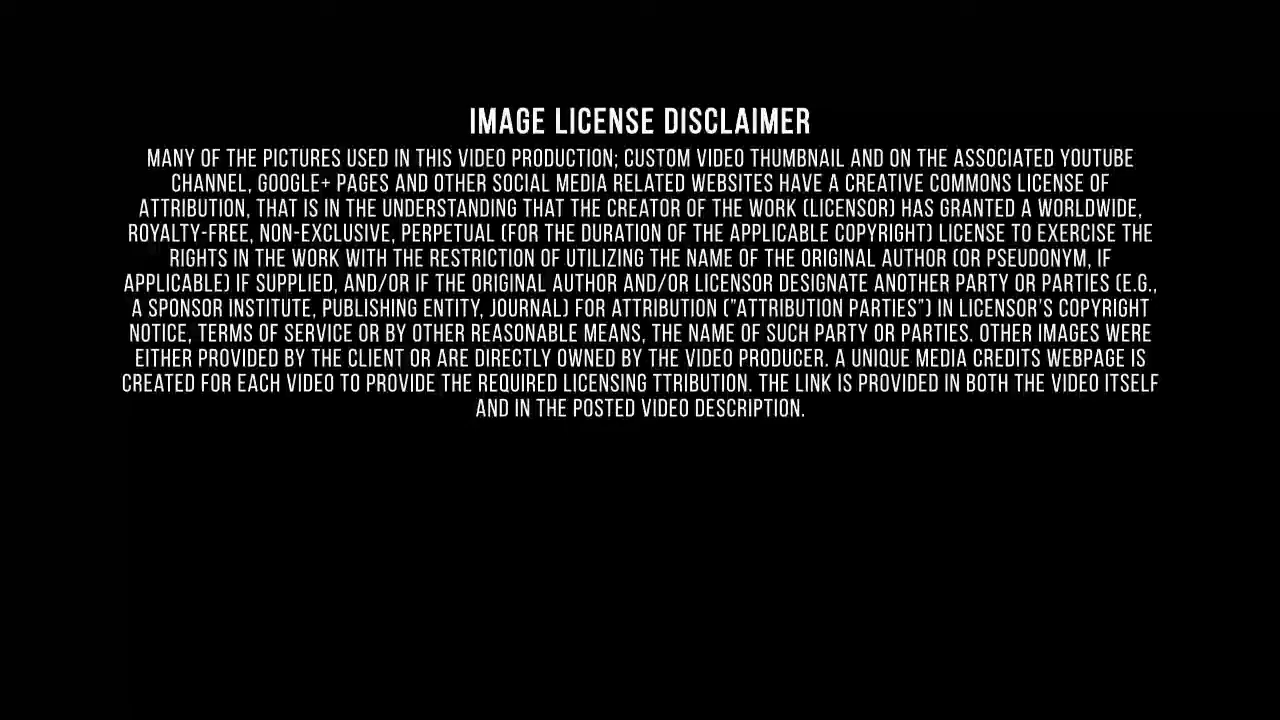 IMAGE LICENSE DISCLAIMER
MANY OF THE PICTURES USED IN THIS VIDEO PRODUCTION; CUSTOM VIDEO THUMBNAIL AND ON THE ASSOCIATED YOUTUBE
CHANNEL, GOOGLE+ PAGES AND OTHER SOCIAL MEDIA RELATED WEBSITES HAVE A CREATIVE COMMONS LICENSE OF
ATTRIBUTION, THAT IS IN THE UNDERSTANDING THAT THE CREATOR OF THE WORK (LICENSOR) HAS GRANTED A WORLDWIDE,
ROYALTY-FREE, NON-EXCLUSIVE, PERPETUAL (FOR THE DURATION OF THE APPLICABLE COPYRIGHT) LICENSE TO EXERCISE THE
RIGHTS IN THE WORK WITH THE RESTRICTION OF UTILIZING THE NAME OF THE ORIGINAL AUTHOR (OR PSEUDONYM, IF
APPLICABLE) IF SUPPLIED, AND/OR IF THE ORIGINAL AUTHOR AND/OR LICENSOR DESIGNATE ANOTHER PARTY OR PARTIES (E.G.,
A SPONSOR INSTITUTE, PUBLISHING ENTITY, JOURNAL) FOR ATTRIBUTION ("ATTRIBUTION PARTIES") IN LICENSOR'S COPYRIGHT
NOTICE, TERMS OF SERVICE OR BY OTHER REASONABLE MEANS, THE NAME OF SUCH PARTY OR PARTIES. OTHER IMAGES WERE
EITHER PROVIDED BY THE CLIENT OR ARE DIRECTLY OWNED BY THE VIDEO PRODUCER. A UNIQUE MEDIA CREDITS WEBPAGE IS
CREATED FOR EACH VIDEO TO PROVIDE THE REQUIRED LICENSING TTRIBUTION. THE LINK IS PROVIDED IN BOTH THE VIDEO ITSELF
AND IN THE POSTED VIDEO DESCRIPTION.